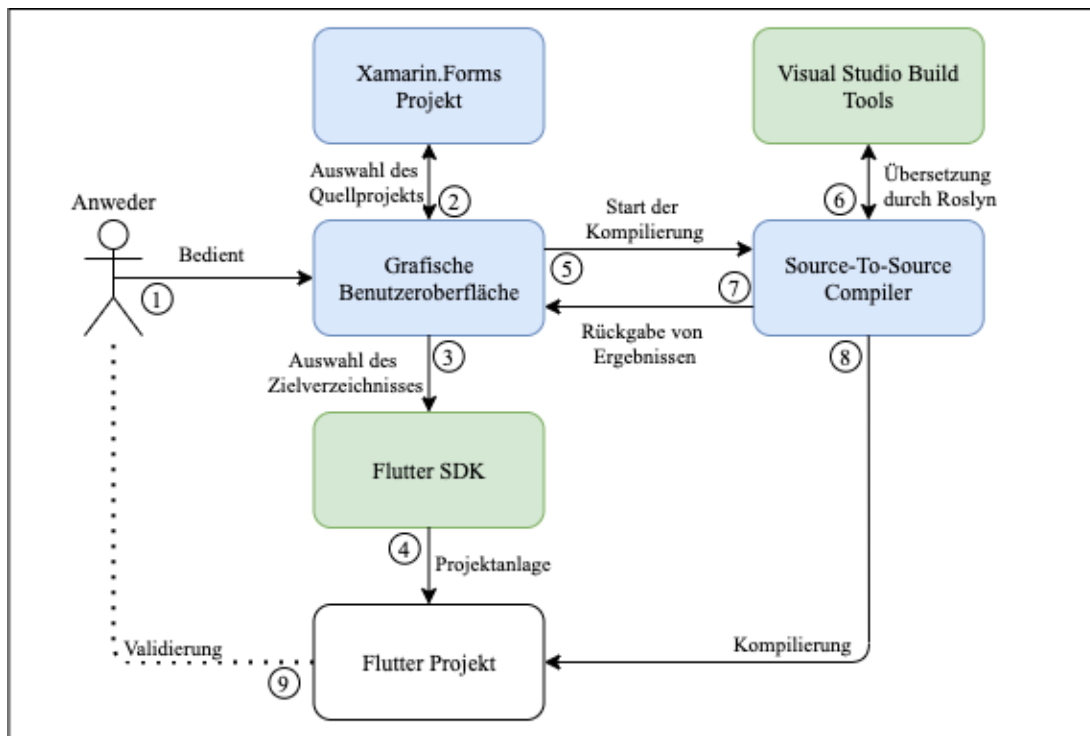 Xamarin.Forms
Projekt
Visual Studio Build
Tools
Auswahl des
Quellprojekts
2
Übersetzung
durch Roslyn
6
Anweder
Bedient
1
Grafische
Benutzeroberfläche
Start der
Kompilierung
5
7
Source-To-Source
Compiler
Rückgabe von
Ergebnissen
8
Auswahl des
Zielverzeichnisses
3
Flutter SDK
4
Projektanlage
Validierung
9
Flutter Projekt
Kompilierung